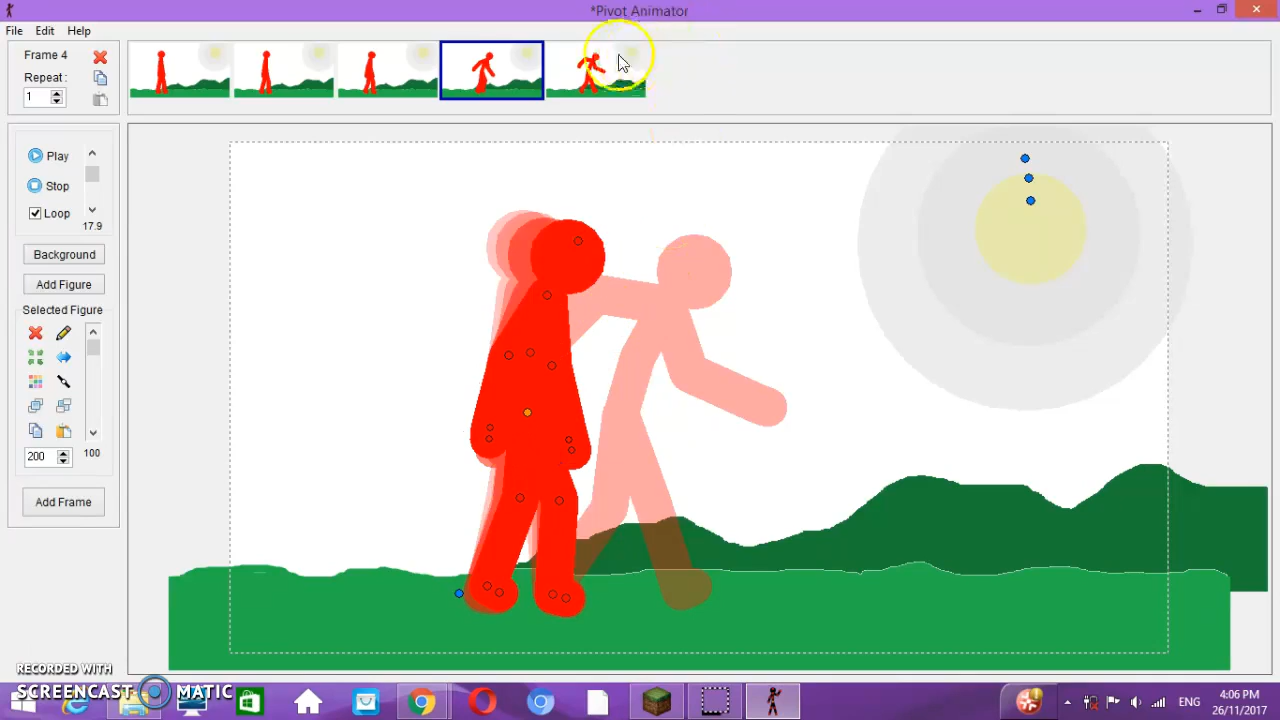 *Pivot Animator
File Edit Help
Frame 4
Repeat :
1
Play
Stop
Loop
17.9
Background
Add Figure
Selected Figure
200
100
Add Frame
RECORDED WITH
SCREENCAST MATIC
ENG
4:06 PM
26/11/2017